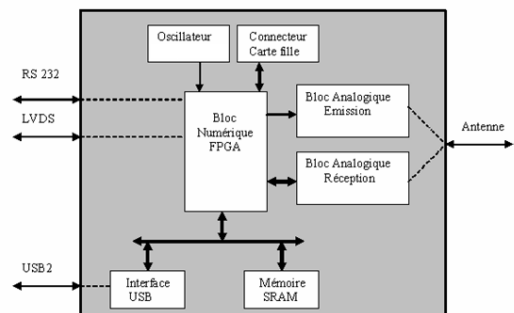 Oscillateur
Connecteur
Carte fille
RS 232
LVDS
Bloc
Numérique
FPGA
Bloc Analogique
Emission
Antenne
Bloc Analogique
Réception
USB2
Interface
USB
Mémoire
SRAM